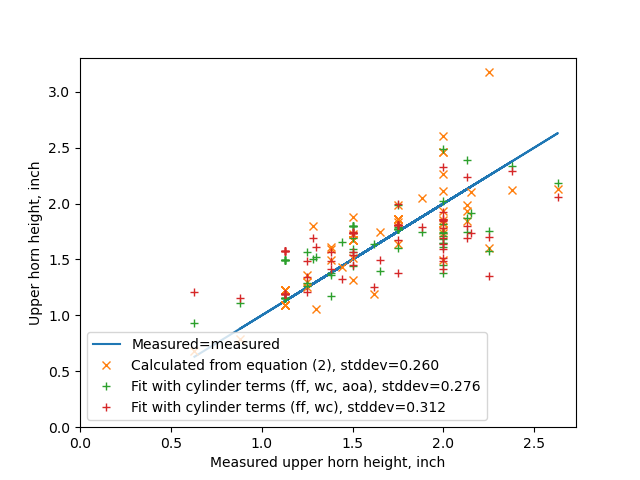 3.0
2.5
2.0
1.5
1.0
0.5
0.0
Upper horn height, inch
Measured=measured
Calculated from equation (2), stddev=0.260
Fit with cylinder terms (ff, wc, aoa), stddev=0.276
Fit with cylinder terms (ff, wc), stddev=0.312
0.0 0.5 1.0 1.5 2.0 2.5
Measured upper horn height, inch